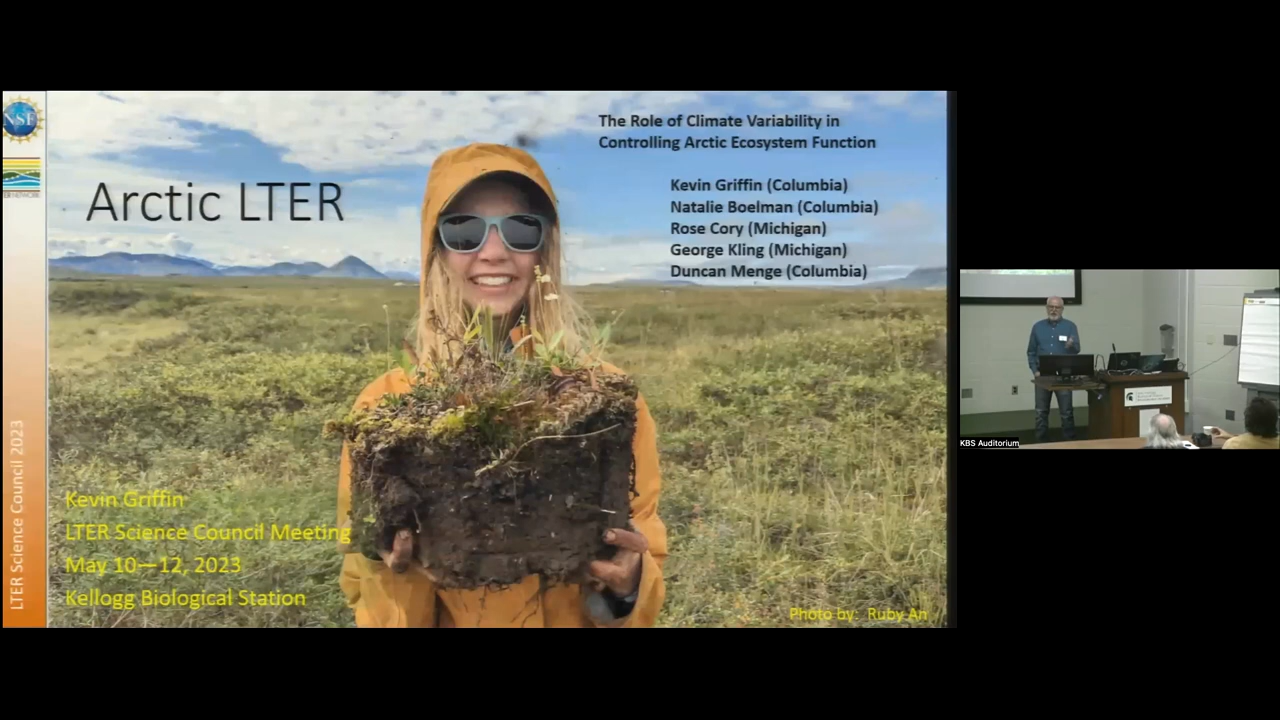 NSF
The Role of Climate Variability in
Controlling Arctic Ecosystem Function
Arctic LTER
Kevin Griffin (Columbia)
Natalie Boelman (Columbia)
Rose Cory (Michigan)
George Kling (Michigan)
Duncan Menge (Columbia)
LTER Science Council 2023
Kevin Griffin
LTER Science Council Meeting
May 10—12, 2023
Kellogg Biological Station
Photo by: Ruby An
KBS Auditorium